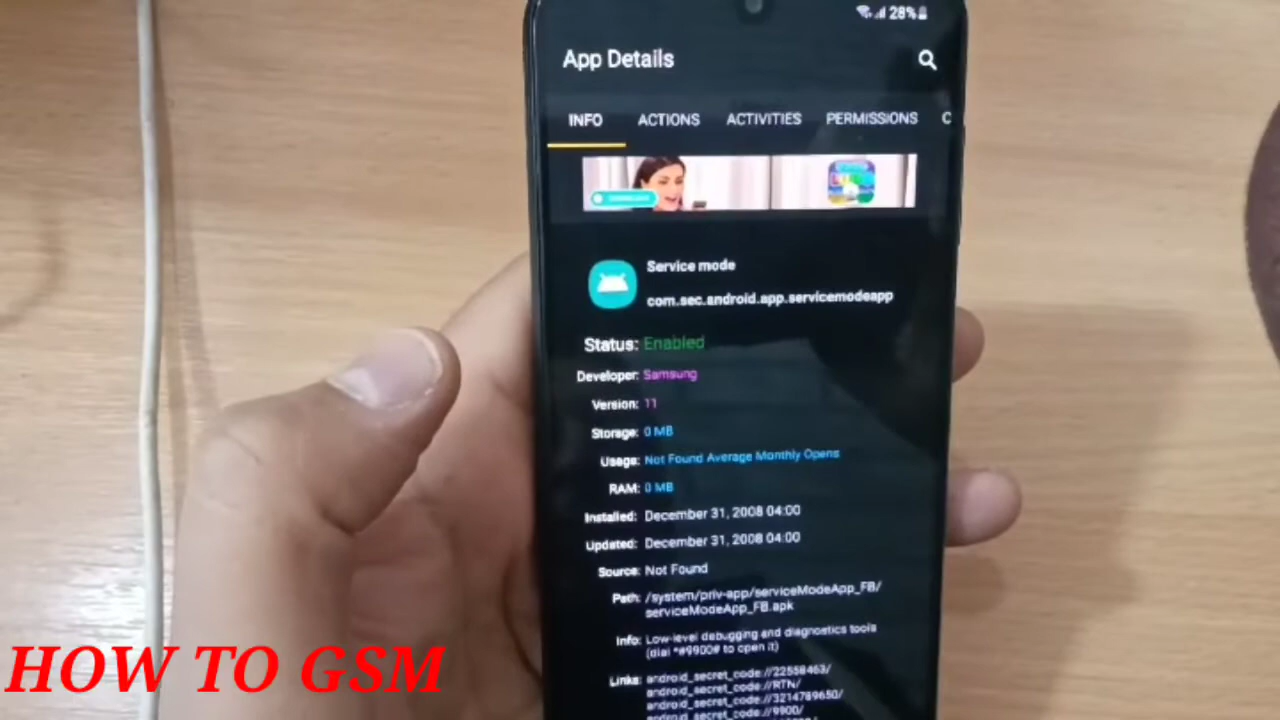 28%
App Details
INFO ACTIONS ACTIVITIES PERMISSIONS C
Service mode
com.sec.android.app.servicemodeapp
Status: Enabled
Developer: Samsung
Version: 11
Storage: 0 MB
Usage: Not Found Average Monthly Opens
RAM: 0 MB
Installed: December 31, 2008 04:00
Updated: December 31, 2008 04:00
Source: Not Found
Path: /system/priv-app/serviceModeApp_FB/
serviceModeApp_FB.apk
Info: Low-level debugging and diagnostics tools
(dial *#9900# to open it)
Links: android_secret_code://22558463/
android_secret_code://RTN/
android_secret_code://3214789650/
android_secret_code://9900/
HOW TO GSM